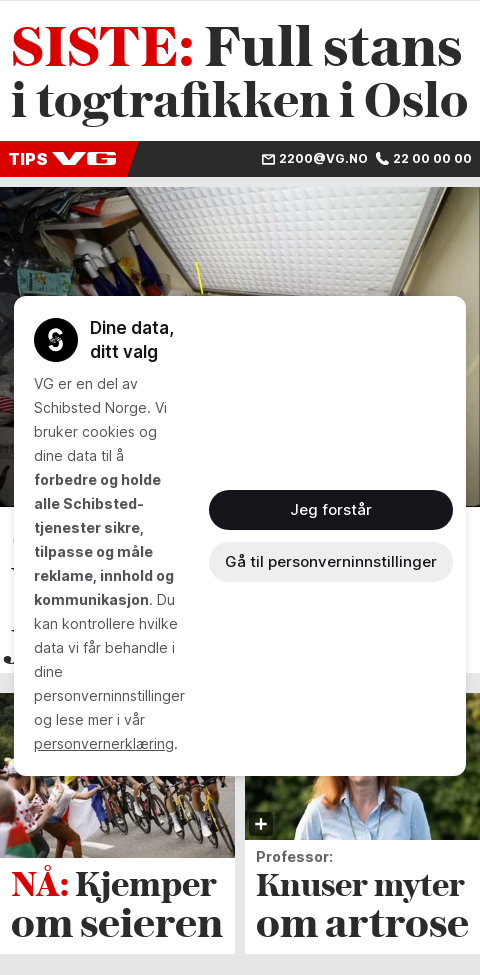 SISTE: Full stans
i togtrafikken i Oslo
TIPS VG
2200@VG.NO 22 00 00 00
Dine data,
ditt valg
VG er en del av
Schibsted Norge. Vi
bruker cookies og
dine data til å
forbedre og holde
alle Schibsted-
tjenester sikre,
tilpasse og måle
reklame, innhold og
kommunikasjon. Du
kan kontrollere hvilke
data vi får behandle i
dine
personverninnstillinger
og lese mer i vår
personvernerklæring.
Jeg forstår
Gå til personverninnstillinger
NÅ: Kjemper
om seieren
Professor:
Knuser myter
om artrose